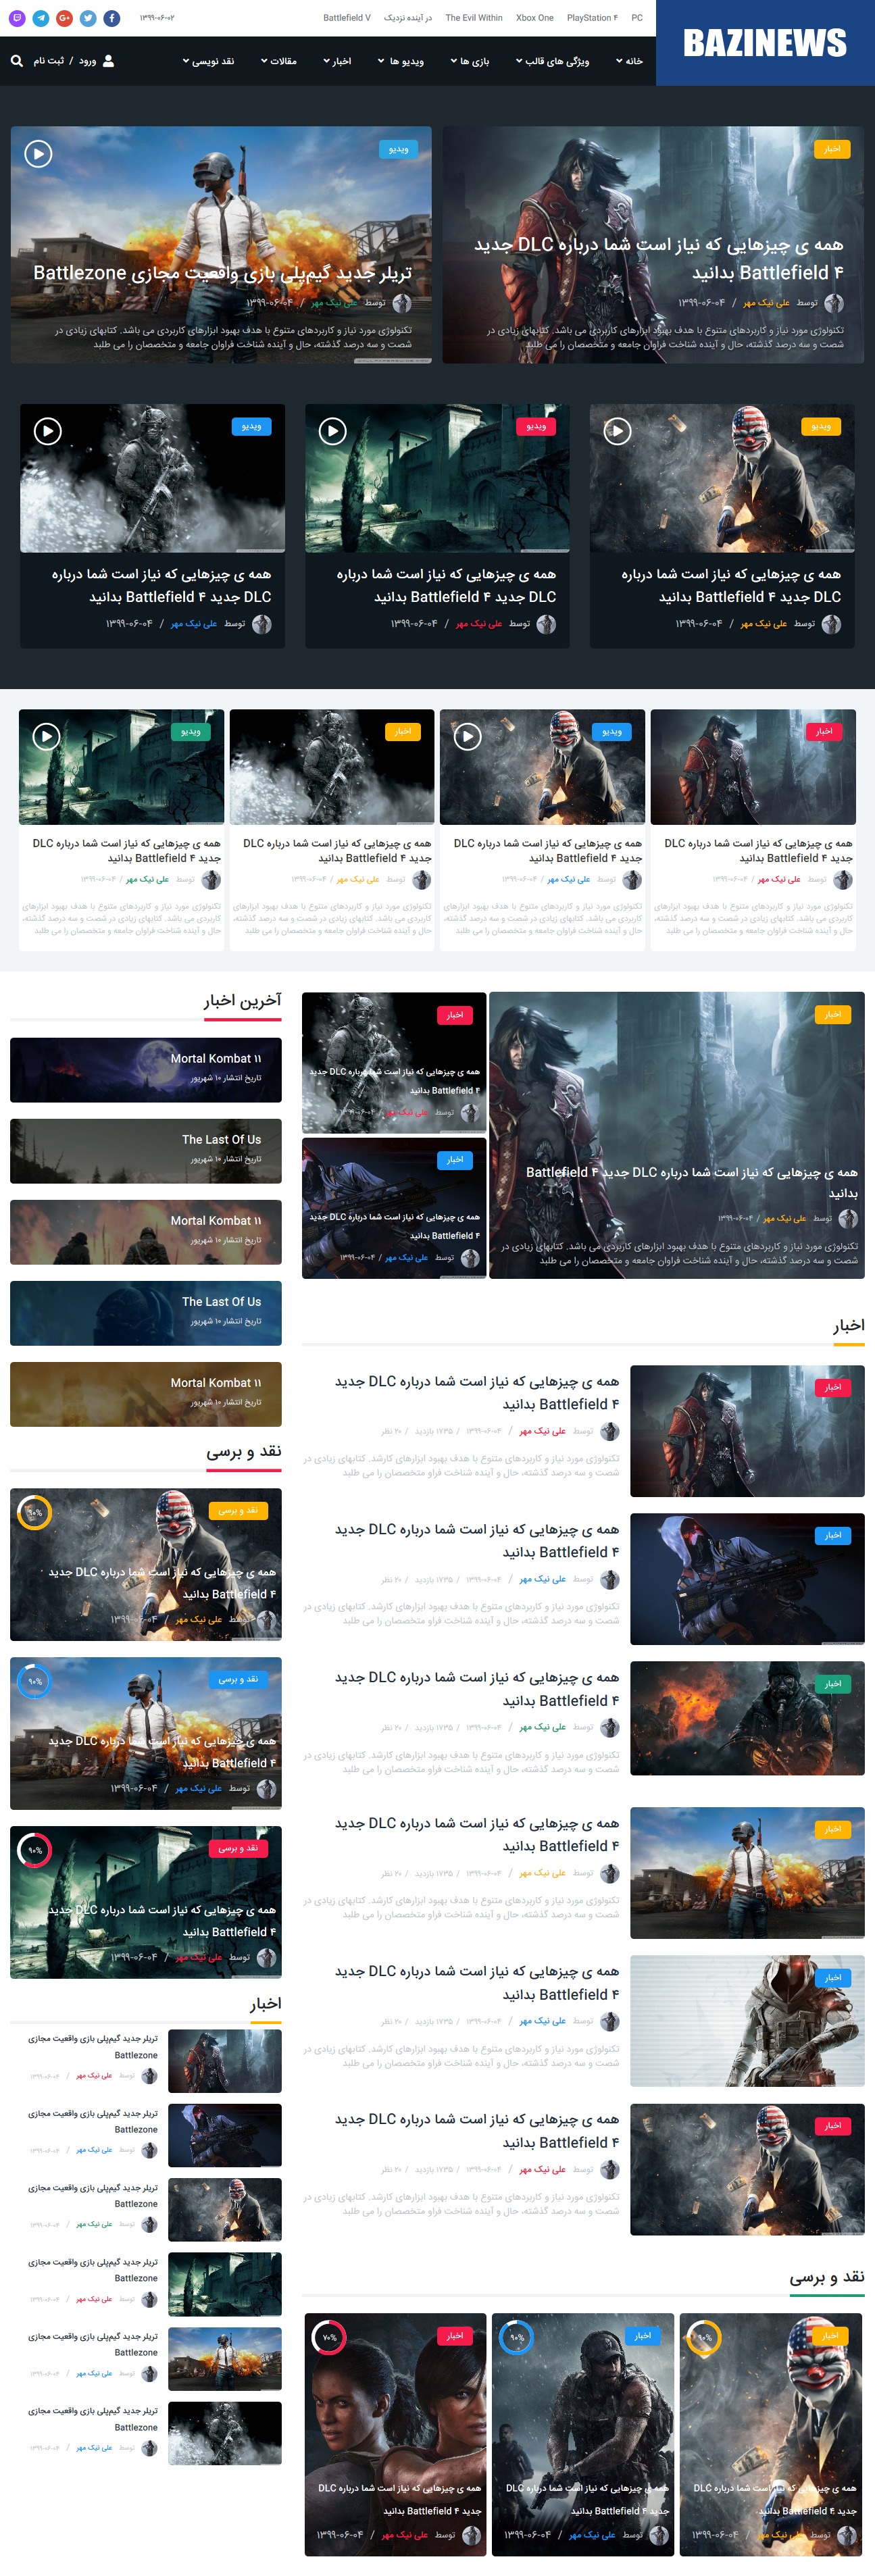 BAZINEWS
PC
PlayStation ۴
Xbox One
The Evil Within
در آینده نزدیک
Battlefield V
۱۳۹۹-۰۶-۰۲
خانه
ویژگی های قالب
بازی ها
ویدیو ها
اخبار
مقالات
نقد نویسی
ورود / ثبت نام
اخبار
همه ی چیزهایی که نیاز است شما درباره DLC جدید
Battlefield ۴ بدانید
توسط علی نیک مهر / ۱۳۹۹-۰۶-۰۴
تکنولوژی مورد نیاز و کاربردهای متنوع با هدف بهبود ابزارهای کاربردی می باشد. کتابهای زیادی در
شصت و سه درصد گذشته، حال و آینده شناخت فراوان جامعه و متخصصان را می طلبد
ویدیو
تریلر جدید گیم‌پلی بازی واقعیت مجازی Battlezone
توسط علی نیک مهر / ۱۳۹۹-۰۶-۰۴
تکنولوژی مورد نیاز و کاربردهای متنوع با هدف بهبود ابزارهای کاربردی می باشد. کتابهای زیادی در
شصت و سه درصد گذشته، حال و آینده شناخت فراوان جامعه و متخصصان را می طلبد
ویدیو
همه ی چیزهایی که نیاز است شما درباره
DLC جدید Battlefield ۴ بدانید
توسط علی نیک مهر / ۱۳۹۹-۰۶-۰۴
ویدیو
همه ی چیزهایی که نیاز است شما درباره
DLC جدید Battlefield ۴ بدانید
توسط علی نیک مهر / ۱۳۹۹-۰۶-۰۴
ویدیو
همه ی چیزهایی که نیاز است شما درباره
DLC جدید Battlefield ۴ بدانید
توسط علی نیک مهر / ۱۳۹۹-۰۶-۰۴
اخبار
همه ی چیزهایی که نیاز است شما درباره DLC
جدید Battlefield ۴ بدانید
توسط علی نیک مهر / ۱۳۹۹-۰۶-۰۴
تکنولوژی مورد نیاز و کاربردهای متنوع با هدف بهبود ابزارهای
کاربردی می باشد. کتابهای زیادی در شصت و سه درصد گذشته،
حال و آینده شناخت فراوان جامعه و متخصصان را می طلبد
ویدیو
همه ی چیزهایی که نیاز است شما درباره DLC
جدید Battlefield ۴ بدانید
توسط علی نیک مهر / ۱۳۹۹-۰۶-۰۴
تکنولوژی مورد نیاز و کاربردهای متنوع با هدف بهبود ابزارهای
کاربردی می باشد. کتابهای زیادی در شصت و سه درصد گذشته،
حال و آینده شناخت فراوان جامعه و متخصصان را می طلبد
اخبار
همه ی چیزهایی که نیاز است شما درباره DLC
جدید Battlefield ۴ بدانید
توسط علی نیک مهر / ۱۳۹۹-۰۶-۰۴
تکنولوژی مورد نیاز و کاربردهای متنوع با هدف بهبود ابزارهای
کاربردی می باشد. کتابهای زیادی در شصت و سه درصد گذشته،
حال و آینده شناخت فراوان جامعه و متخصصان را می طلبد
ویدیو
همه ی چیزهایی که نیاز است شما درباره DLC
جدید Battlefield ۴ بدانید
توسط علی نیک مهر / ۱۳۹۹-۰۶-۰۴
تکنولوژی مورد نیاز و کاربردهای متنوع با هدف بهبود ابزارهای
کاربردی می باشد. کتابهای زیادی در شصت و سه درصد گذشته،
حال و آینده شناخت فراوان جامعه و متخصصان را می طلبد
اخبار
همه ی چیزهایی که نیاز است شما درباره DLC جدید Battlefield ۴
بدانید
توسط علی نیک مهر / ۱۳۹۹-۰۶-۰۴
تکنولوژی مورد نیاز و کاربردهای متنوع با هدف بهبود ابزارهای کاربردی می باشد. کتابهای زیادی در
شصت و سه درصد گذشته، حال و آینده شناخت فراوان جامعه و متخصصان را می طلبد
اخبار
همه ی چیزهایی که نیاز است شما درباره DLC جدید
Battlefield ۴ بدانید
توسط علی نیک مهر / ۱۳۹۹-۰۶-۰۴
اخبار
همه ی چیزهایی که نیاز است شما درباره DLC جدید
Battlefield ۴ بدانید
توسط علی نیک مهر / ۱۳۹۹-۰۶-۰۴
اخبار
اخبار
همه ی چیزهایی که نیاز است شما درباره DLC جدید
Battlefield ۴ بدانید
توسط علی نیک مهر / ۱۳۹۹-۰۶-۰۴ / ۱۷۳۵ بازدید / ۲۰ نظر
تکنولوژی مورد نیاز و کاربردهای متنوع با هدف بهبود ابزارهای کارشد. کتابهای زیادی در
شصت و سه درصد گذشته، حال و آینده شناخت فراو متخصصان را می طلبد
اخبار
همه ی چیزهایی که نیاز است شما درباره DLC جدید
Battlefield ۴ بدانید
توسط علی نیک مهر / ۱۳۹۹-۰۶-۰۴ / ۱۷۳۵ بازدید / ۲۰ نظر
تکنولوژی مورد نیاز و کاربردهای متنوع با هدف بهبود ابزارهای کارشد. کتابهای زیادی در
شصت و سه درصد گذشته، حال و آینده شناخت فراو متخصصان را می طلبد
اخبار
همه ی چیزهایی که نیاز است شما درباره DLC جدید
Battlefield ۴ بدانید
توسط علی نیک مهر / ۱۳۹۹-۰۶-۰۴ / ۱۷۳۵ بازدید / ۲۰ نظر
تکنولوژی مورد نیاز و کاربردهای متنوع با هدف بهبود ابزارهای کارشد. کتابهای زیادی در
شصت و سه درصد گذشته، حال و آینده شناخت فراو متخصصان را می طلبد
اخبار
همه ی چیزهایی که نیاز است شما درباره DLC جدید
Battlefield ۴ بدانید
توسط علی نیک مهر / ۱۳۹۹-۰۶-۰۴ / ۱۷۳۵ بازدید / ۲۰ نظر
تکنولوژی مورد نیاز و کاربردهای متنوع با هدف بهبود ابزارهای کارشد. کتابهای زیادی در
شصت و سه درصد گذشته، حال و آینده شناخت فراو متخصصان را می طلبد
اخبار
همه ی چیزهایی که نیاز است شما درباره DLC جدید
Battlefield ۴ بدانید
توسط علی نیک مهر / ۱۳۹۹-۰۶-۰۴ / ۱۷۳۵ بازدید / ۲۰ نظر
تکنولوژی مورد نیاز و کاربردهای متنوع با هدف بهبود ابزارهای کارشد. کتابهای زیادی در
شصت و سه درصد گذشته، حال و آینده شناخت فراو متخصصان را می طلبد
اخبار
همه ی چیزهایی که نیاز است شما درباره DLC جدید
Battlefield ۴ بدانید
توسط علی نیک مهر / ۱۳۹۹-۰۶-۰۴ / ۱۷۳۵ بازدید / ۲۰ نظر
تکنولوژی مورد نیاز و کاربردهای متنوع با هدف بهبود ابزارهای کارشد. کتابهای زیادی در
شصت و سه درصد گذشته، حال و آینده شناخت فراو متخصصان را می طلبد
نقد و برسی
اخبار
۹۰%
همه ی چیزهایی که نیاز است شما درباره DLC
جدید Battlefield ۴ بدانید
توسط علی نیک مهر / ۱۳۹۹-۰۶-۰۴
اخبار
۹۰%
همه ی چیزهایی که نیاز است شما درباره DLC
جدید Battlefield ۴ بدانید
توسط علی نیک مهر / ۱۳۹۹-۰۶-۰۴
اخبار
۷۰%
همه ی چیزهایی که نیاز است شما درباره DLC
جدید Battlefield ۴ بدانید
توسط علی نیک مهر / ۱۳۹۹-۰۶-۰۴
آخرین اخبار
Mortal Kombat ۱۱
تاریخ انتشار ۱۰ شهریور
The Last Of Us
تاریخ انتشار ۱۰ شهریور
Mortal Kombat ۱۱
تاریخ انتشار ۱۰ شهریور
The Last Of Us
تاریخ انتشار ۱۰ شهریور
Mortal Kombat ۱۱
تاریخ انتشار ۱۰ شهریور
نقد و برسی
نقد و برسی
۹۰%
همه ی چیزهایی که نیاز است شما درباره DLC جدید
Battlefield ۴ بدانید
توسط علی نیک مهر / ۱۳۹۹-۰۶-۰۴
نقد و برسی
۹۰%
همه ی چیزهایی که نیاز است شما درباره DLC جدید
Battlefield ۴ بدانید
توسط علی نیک مهر / ۱۳۹۹-۰۶-۰۴
نقد و برسی
۹۰%
همه ی چیزهایی که نیاز است شما درباره DLC جدید
Battlefield ۴ بدانید
توسط علی نیک مهر / ۱۳۹۹-۰۶-۰۴
اخبار
تریلر جدید گیم‌پلی بازی واقعیت مجازی
Battlezone
توسط علی نیک مهر / ۱۳۹۹-۰۶-۰۴
تریلر جدید گیم‌پلی بازی واقعیت مجازی
Battlezone
توسط علی نیک مهر / ۱۳۹۹-۰۶-۰۴
تریلر جدید گیم‌پلی بازی واقعیت مجازی
Battlezone
توسط علی نیک مهر / ۱۳۹۹-۰۶-۰۴
تریلر جدید گیم‌پلی بازی واقعیت مجازی
Battlezone
توسط علی نیک مهر / ۱۳۹۹-۰۶-۰۴
تریلر جدید گیم‌پلی بازی واقعیت مجازی
Battlezone
توسط علی نیک مهر / ۱۳۹۹-۰۶-۰۴
تریلر جدید گیم‌پلی بازی واقعیت مجازی
Battlezone
توسط علی نیک مهر / ۱۳۹۹-۰۶-۰۴